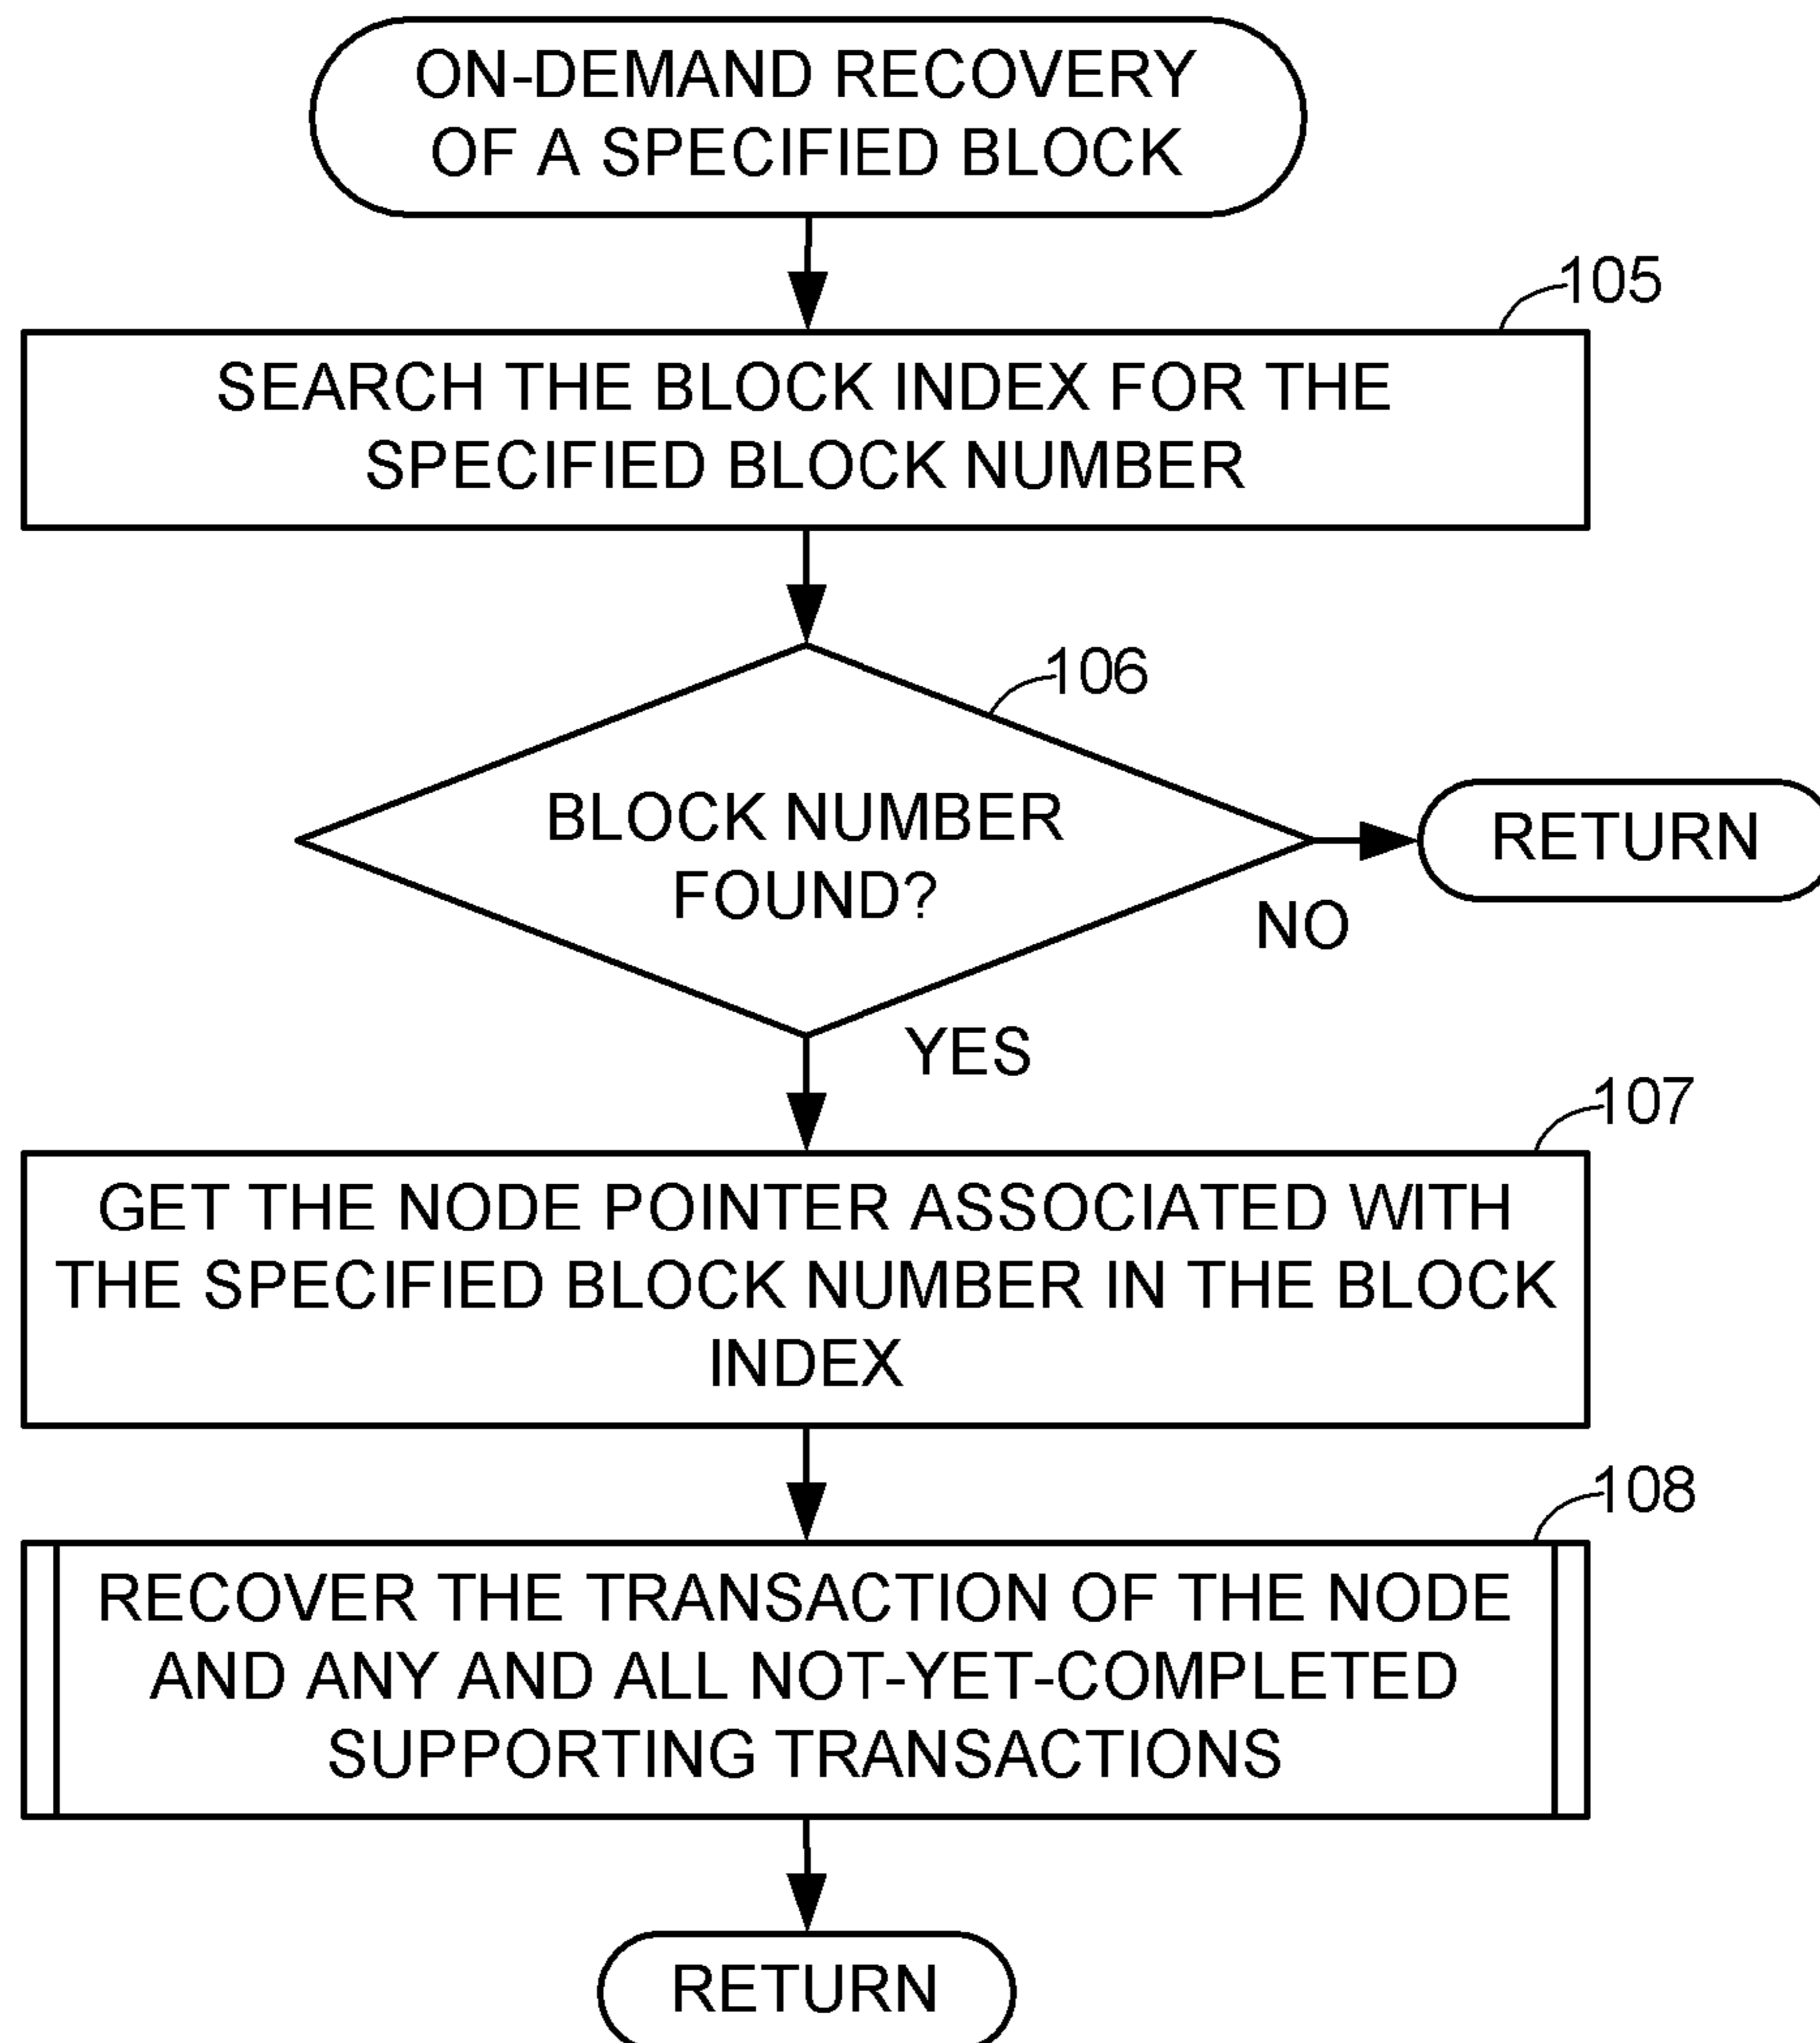 ON-DEMAND RECOVERY
OF A SPECIFIED BLOCK
105
SEARCH THE BLOCK INDEX FOR THE
SPECIFIED BLOCK NUMBER
106
BLOCK NUMBER
FOUND?
RETURN
NO
YES
107
GET THE NODE POINTER ASSOCIATED WITH
THE SPECIFIED BLOCK NUMBER IN THE BLOCK
INDEX
108
RECOVER THE TRANSACTION OF THE NODE
AND ANY AND ALL NOT-YET-COMPLETED
SUPPORTING TRANSACTIONS
RETURN